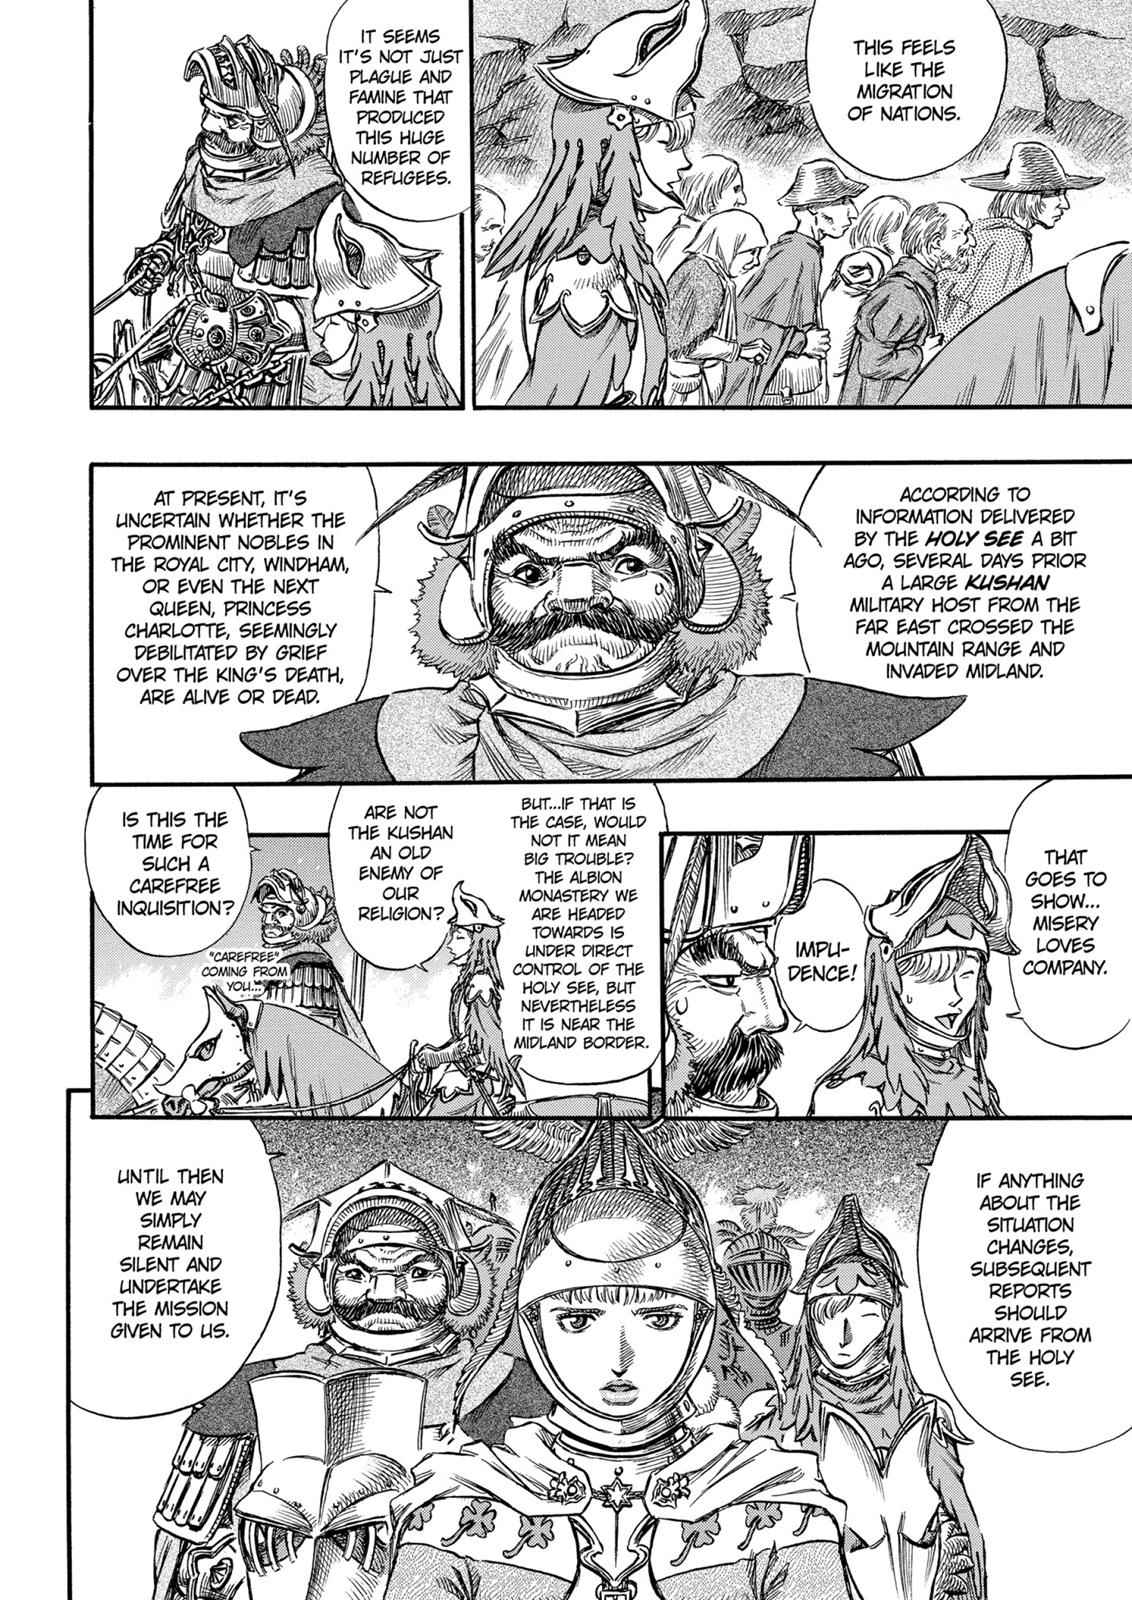 THIS FEELS
LIKE THE
MIGRATION
OF NATIONS.
IT SEEMS
IT'S NOT JUST
PLAGUE AND
FAMINE THAT
PRODUCED
THIS HUGE
NUMBER OF
REFUGEES.
ACCORDING TO
INFORMATION DELIVERED
BY THE HOLY SEE A BIT
AGO, SEVERAL DAYS PRIOR
A LARGE KUSHAN
MILITARY HOST FROM THE
FAR EAST CROSSED THE
MOUNTAIN RANGE AND
INVADED MIDLAND.
AT PRESENT, IT'S
UNCERTAIN WHETHER THE
PROMINENT NOBLES IN
THE ROYAL CITY, WINDHAM,
OR EVEN THE NEXT
QUEEN, PRINCESS
CHARLOTTE, SEEMINGLY
DEBILITATED BY GRIEF
OVER THE KING'S DEATH,
ARE ALIVE OR DEAD.
THAT
GOES TO
SHOW...
MISERY
LOVES
COMPANY.
IMPU-
DENCE!
BUT...IF THAT IS
THE CASE, WOULD
NOT IT MEAN
BIG TROUBLE?
THE ALBION
MONASTERY WE
ARE HEADED
TOWARDS IS
UNDER DIRECT
CONTROL OF THE
HOLY SEE, BUT
NEVERTHELESS
IT IS NEAR THE
MIDLAND BORDER.
ARE NOT
THE KUSHAN
AN OLD
ENEMY OF
OUR
RELIGION?
IS THIS THE
TIME FOR
SUCH A
CAREFREE
INQUISITION?
"CAREFREE"
COMING FROM
YOU...
IF ANYTHING
ABOUT THE
SITUATION
CHANGES,
SUBSEQUENT
REPORTS
SHOULD
ARRIVE FROM
THE HOLY
SEE.
UNTIL THEN
WE MAY
SIMPLY
REMAIN
SILENT AND
UNDERTAKE
THE MISSION
GIVEN TO US.